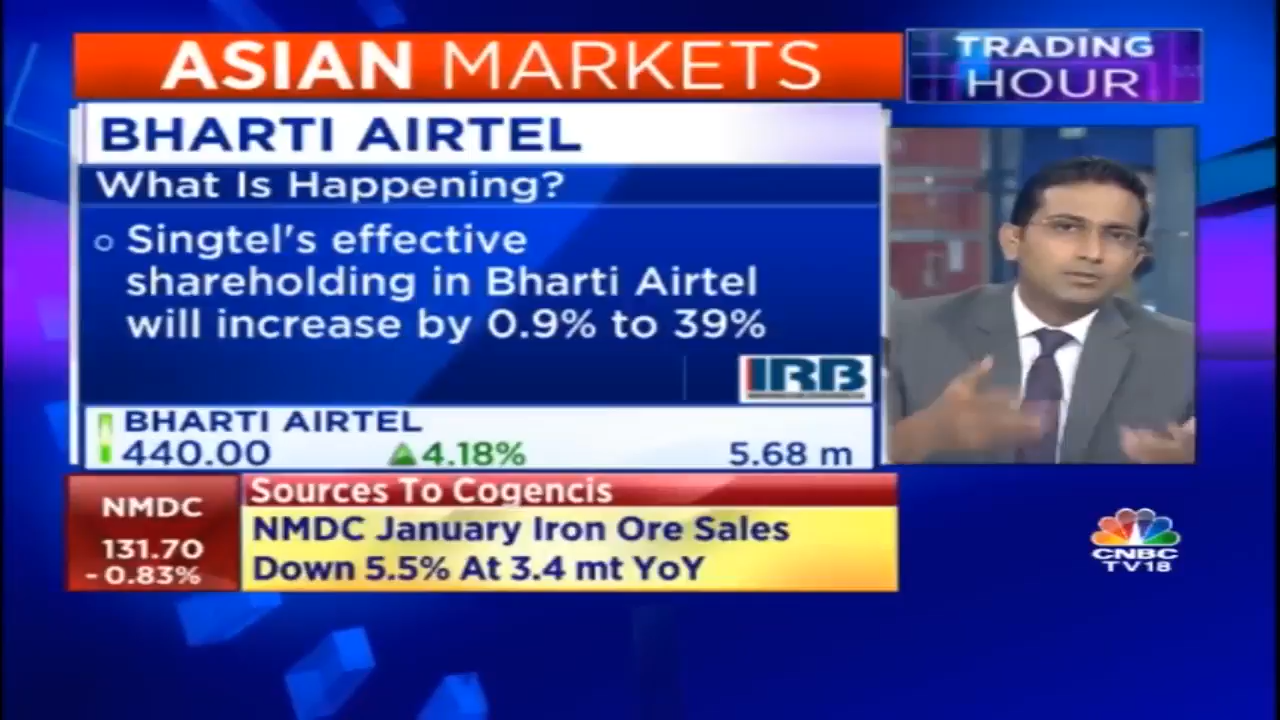 ASIAN MARKETS
TRADING
HOUR
BHARTI AIRTEL
What Is Happening?
Singtel's effective
shareholding in Bharti Airtel
will increase by 0.9% to 39%
IRB
BHARTI AIRTEL
440.00 4.18% 5.68 m
NMDC
131.70
- 0.83%
Sources To Cogencis
NMDC January Iron Ore Sales
Down 5.5% At 3.4 mt YoY
CNBC
TV18